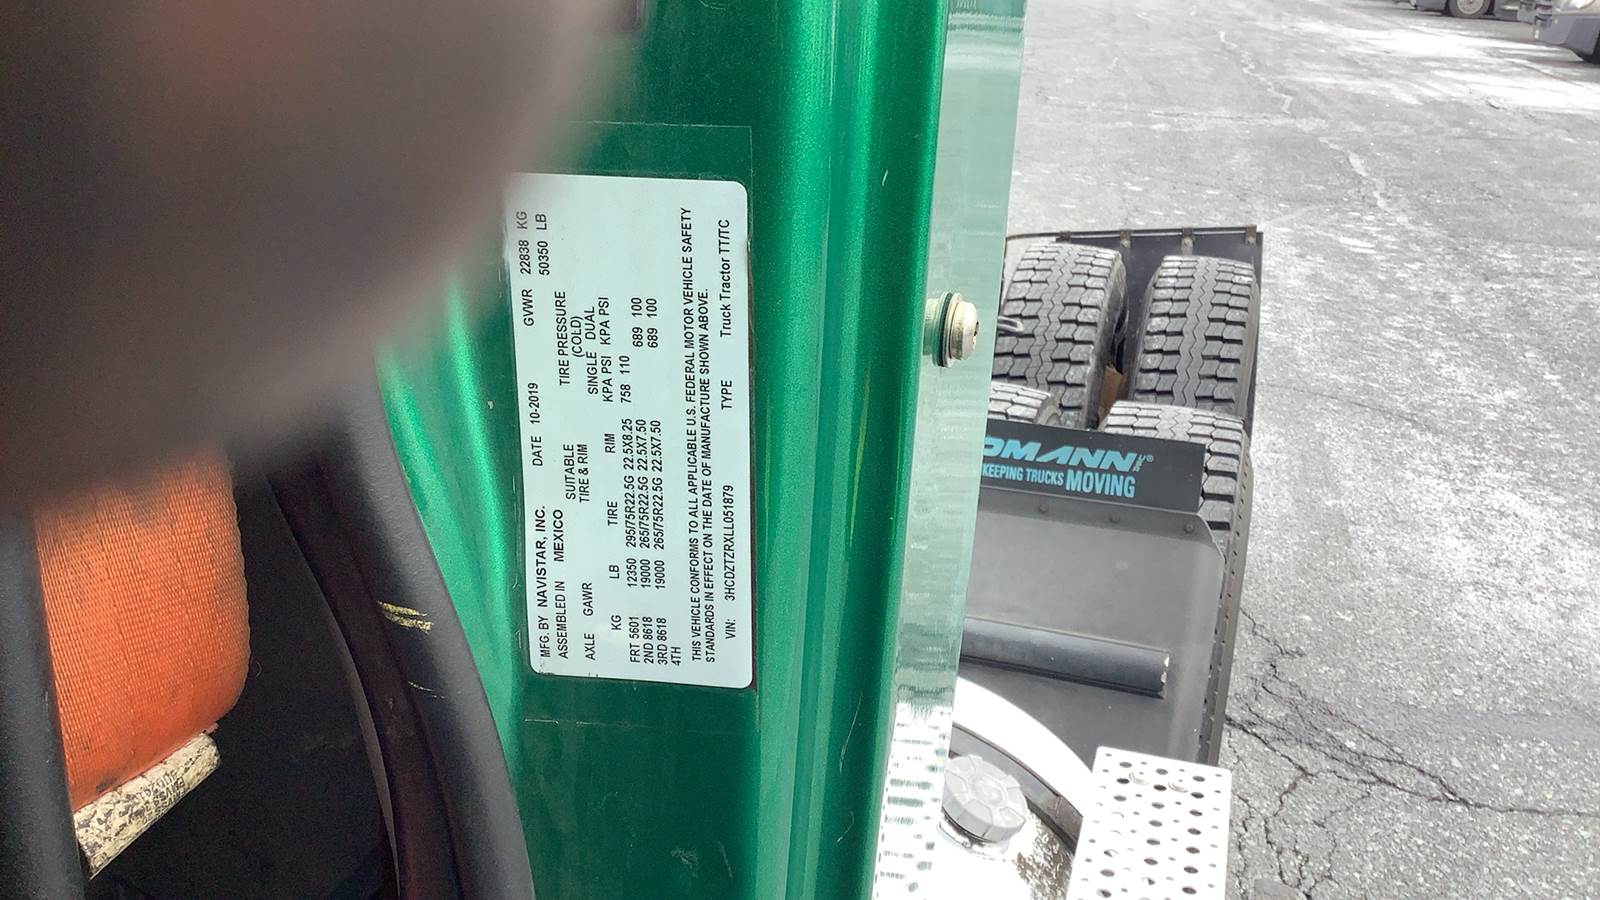 MFG. BY NAVISTAR, INC. DATE 10-2019 GVWR 22838 KG
ASSEMBLED IN MEXICO 50350 LB
SUITABLE TIRE PRESSURE
TIRE & RIM (COLD)
AXLE GAWR SINGLE DUAL
KG LB TIRE RIM KPA PSI KPA PSI
FRT 5601 12350 295/75R22.5G 22.5X8.25 758 110
2ND 8618 19000 265/75R22.5G 22.5X7.50 689 100
3RD 8618 19000 265/75R22.5G 22.5X7.50 689 100
4TH
THIS VEHICLE CONFORMS TO ALL APPLICABLE U.S. FEDERAL MOTOR VEHICLE SAFETY
STANDARDS IN EFFECT ON THE DATE OF MANUFACTURE SHOWN ABOVE.
VIN: 3HCDZTZRXLL051879 TYPE Truck Tractor TT/TC
OMANN®
KEEPING TRUCKS MOVING